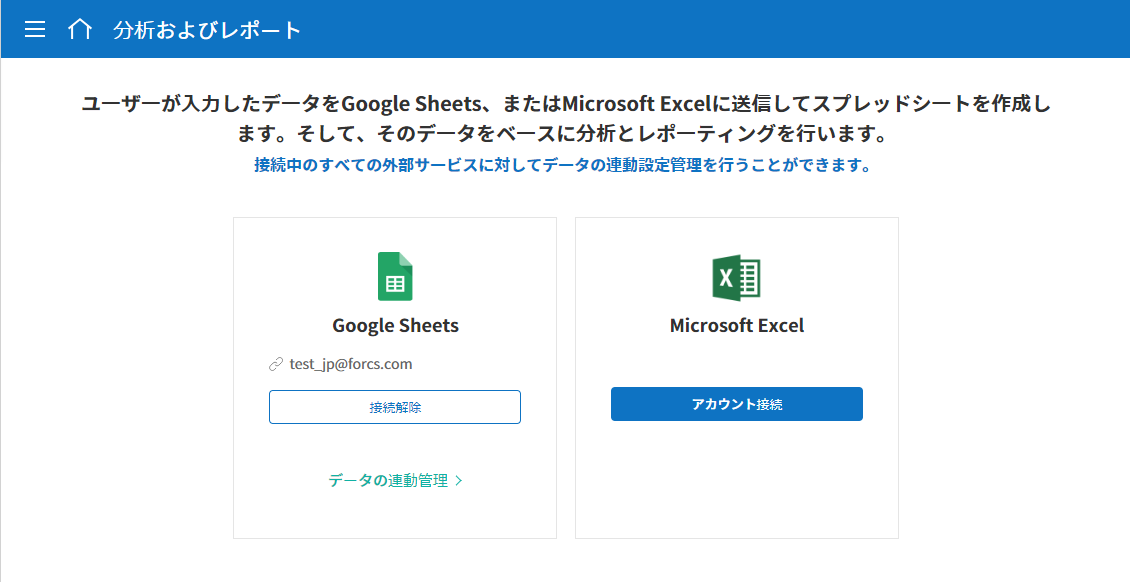 分析およびレポート
ユーザーが入力したデータをGoogle Sheets、またはMicrosoft Excelに送信してスプレッドシートを作成し
ます。そして、そのデータをベースに分析とレポーティングを行います。
接続中のすべての外部サービスに対してデータの連動設定管理を行うことができます。
Google Sheets
test_jp@forcs.com
接続解除
データの連動管理 >
X
Microsoft Excel
アカウント接続